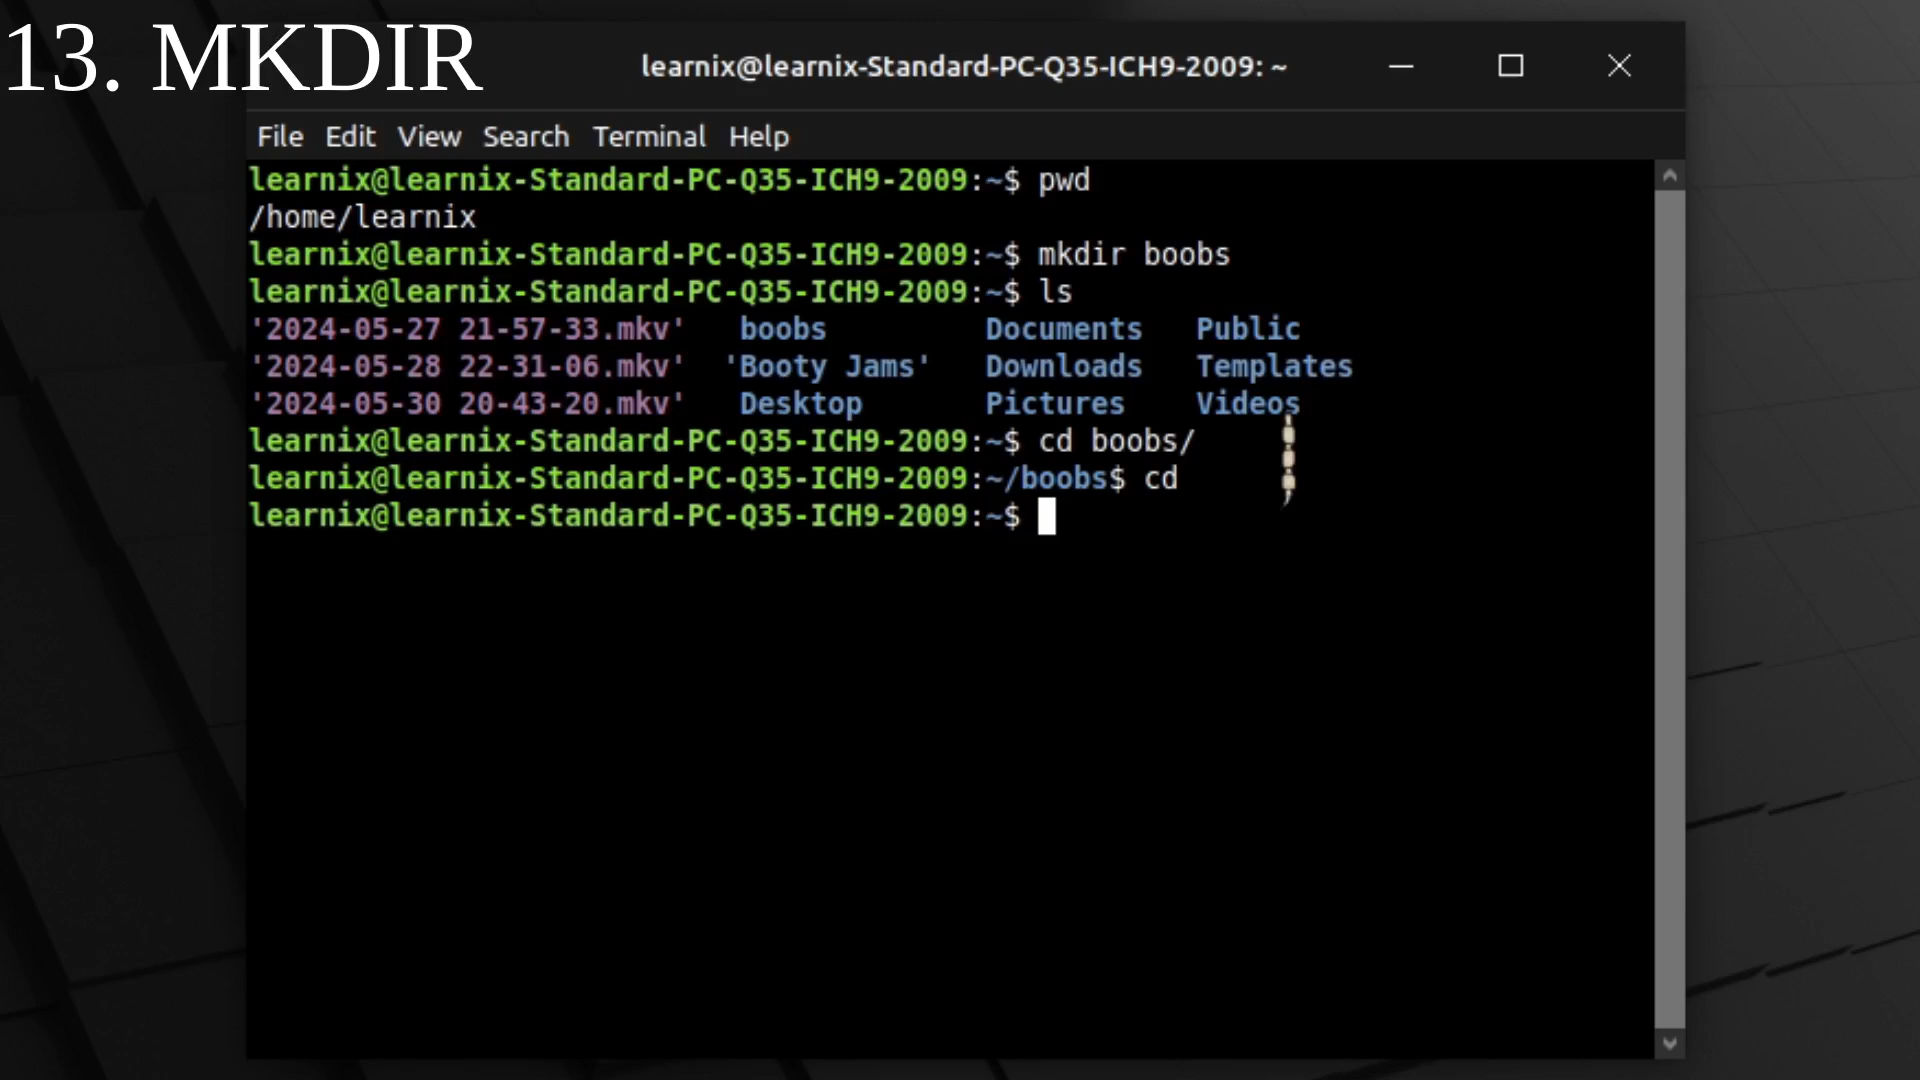 13. MKDIR
learnix@learnix-Standard-PC-Q35-ICH9-2009: ~
File Edit View Search Terminal Help
learnix@learnix-Standard-PC-Q35-ICH9-2009:~$ pwd
/home/learnix
learnix@learnix-Standard-PC-Q35-ICH9-2009:~$ mkdir boobs
learnix@learnix-Standard-PC-Q35-ICH9-2009:~$ ls
'2024-05-27 21-57-33.mkv' boobs Documents Public
'2024-05-28 22-31-06.mkv' 'Booty Jams' Downloads Templates
'2024-05-30 20-43-20.mkv' Desktop Pictures Videos
learnix@learnix-Standard-PC-Q35-ICH9-2009:~$ cd boobs/
learnix@learnix-Standard-PC-Q35-ICH9-2009:~/boobs$ cd
learnix@learnix-Standard-PC-Q35-ICH9-2009:~$